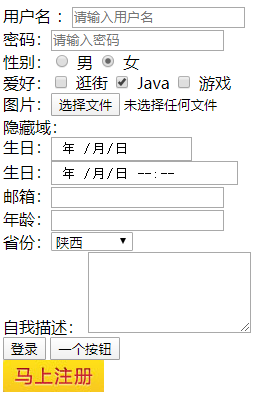 用户名 : 请输入用户名
密码: 请输入密码
性别: 男 女
爱好: 逛街 Java 游戏
图片: 选择文件 未选择任何文件
隐藏域:
生日: 年 /月/日
生日: 年 /月/日 --:--
邮箱:
年龄:
省份: 陕西
自我描述:
登录 一个按钮
马上注册